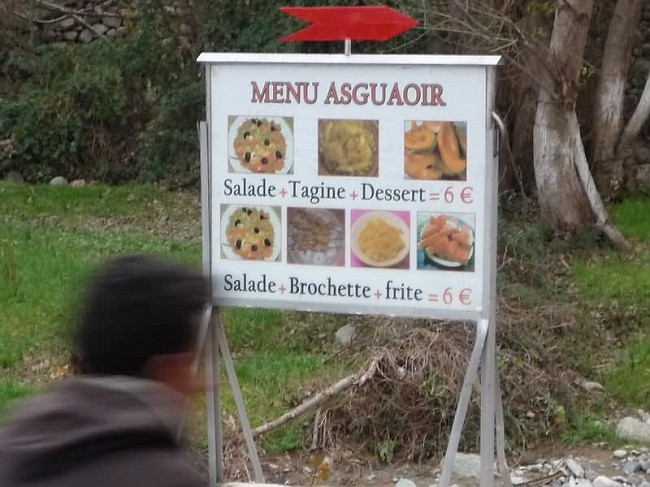 MENU ASGUAOIR
Salade+Tagine+Dessert=6 €
Salade+Brochette+frite=6 €